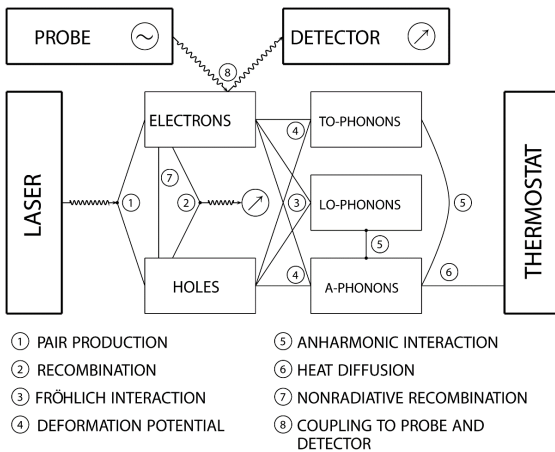 PROBE
DETECTOR
8
LASER
ELECTRONS
TO-PHONONS
THERMOSTAT
4
7
1
2
3
LO-PHONONS
5
5
4
6
HOLES
A-PHONONS
1 PAIR PRODUCTION
2 RECOMBINATION
3 FRÖHLICH INTERACTION
4 DEFORMATION POTENTIAL
5 ANHARMONIC INTERACTION
6 HEAT DIFFUSION
7 NONRADIATIVE RECOMBINATION
8 COUPLING TO PROBE AND
DETECTOR